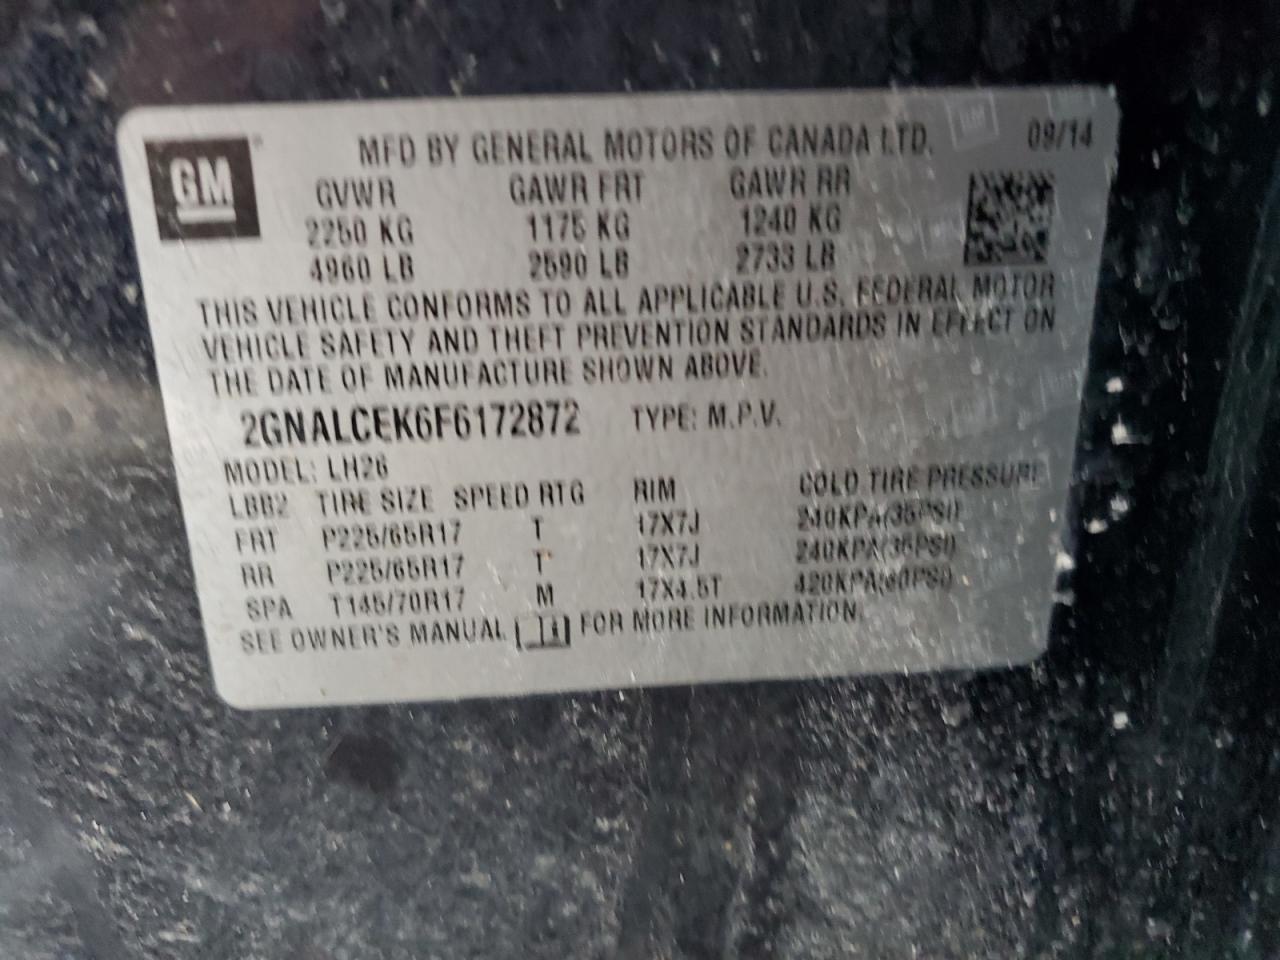 GM
MFD BY GENERAL MOTORS OF CANADA LTD. 09/14
GVWR GAWR FRT GAWR RR
2250 KG 1175 KG 1240 KG
4960 LB 2590 LB 2733 LB
THIS VEHICLE CONFORMS TO ALL APPLICABLE U.S. FEDERAL MOTOR
VEHICLE SAFETY AND THEFT PREVENTION STANDARDS IN EFFECT ON
THE DATE OF MANUFACTURE SHOWN ABOVE.
2GNALCEK6F6172872 TYPE: M.P.V.
MODEL: LH26
LBB2 TIRE SIZE SPEED RTG RIM COLD TIRE PRESSURE
FRT P225/65R17 T 17X7J 240KPA(35PSI)
RR P225/65R17 T 17X7J 240KPA(35PSI)
SPA T145/70R17 M 17X4.5T 420KPA(60PSI)
SEE OWNER'S MANUAL FOR MORE INFORMATION.